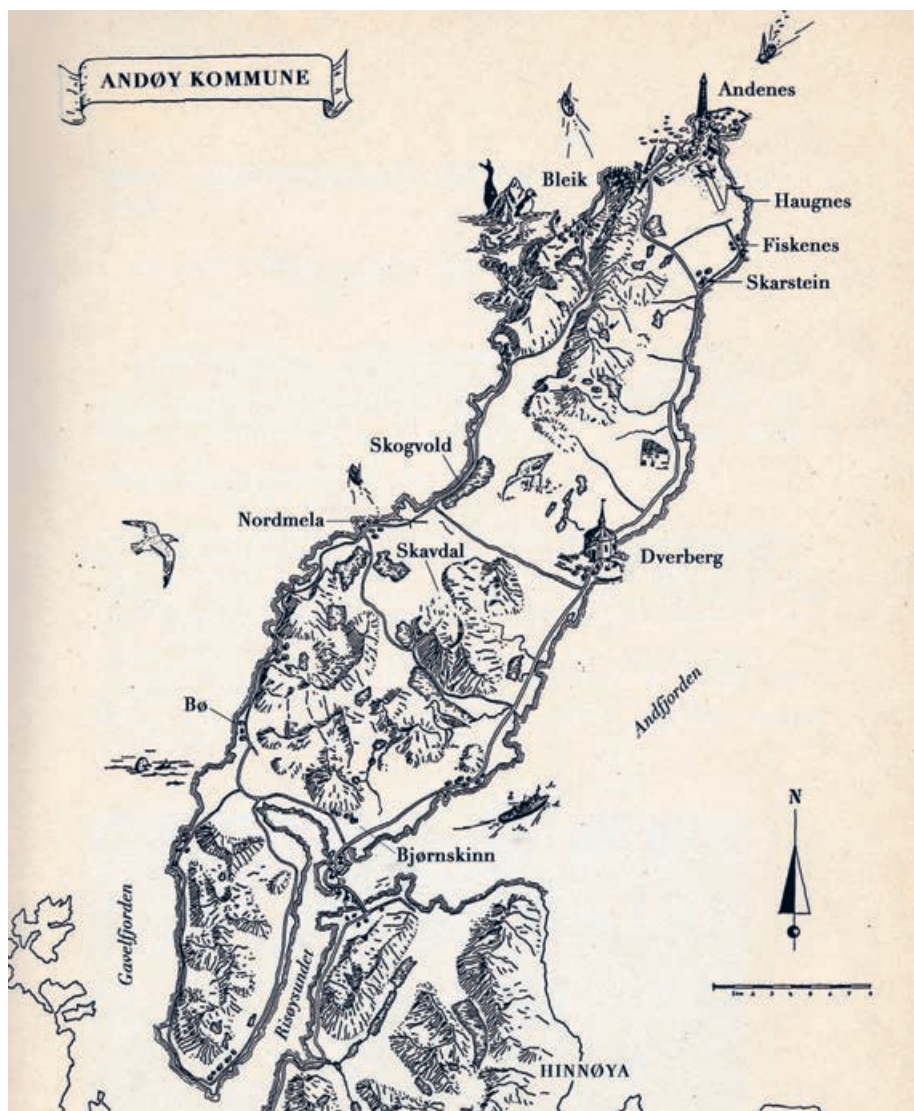 ANDØY KOMMUNE
Andenes
Bleik
Haugnes
Fiskenes
Skarstein
Skogvold
Nordmela
Skavdal
Dverberg
Andfjorden
Bø
N
Bjørnskinn
Gavelfjorden
Risøysundet
HINNØYA